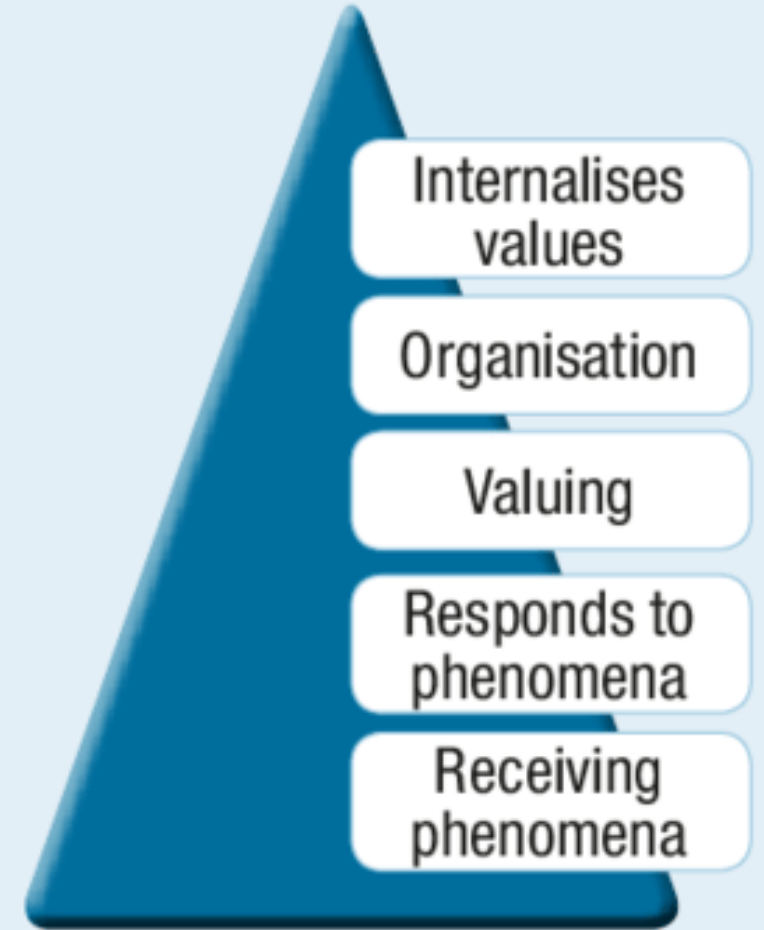 Internalises
values
Organisation
Valuing
Responds to
phenomena
Receiving
phenomena